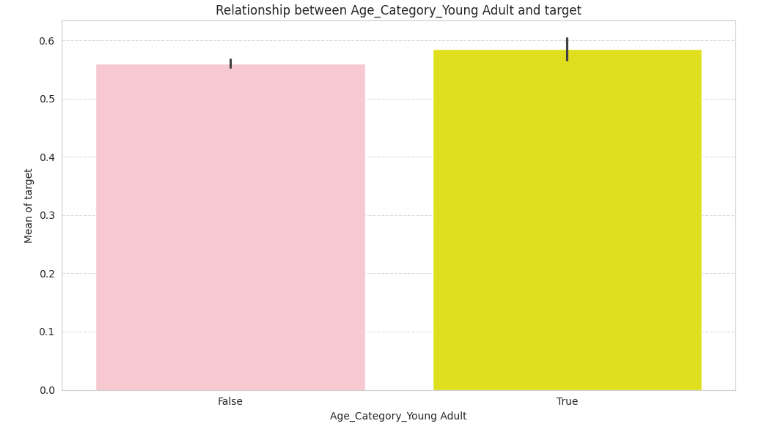 Relationship between Age_Category_Young Adult and target
0.6
0.5
0.4
0.3
0.2
0.1
0.0
Mean of target
False
True
Age_Category_Young Adult